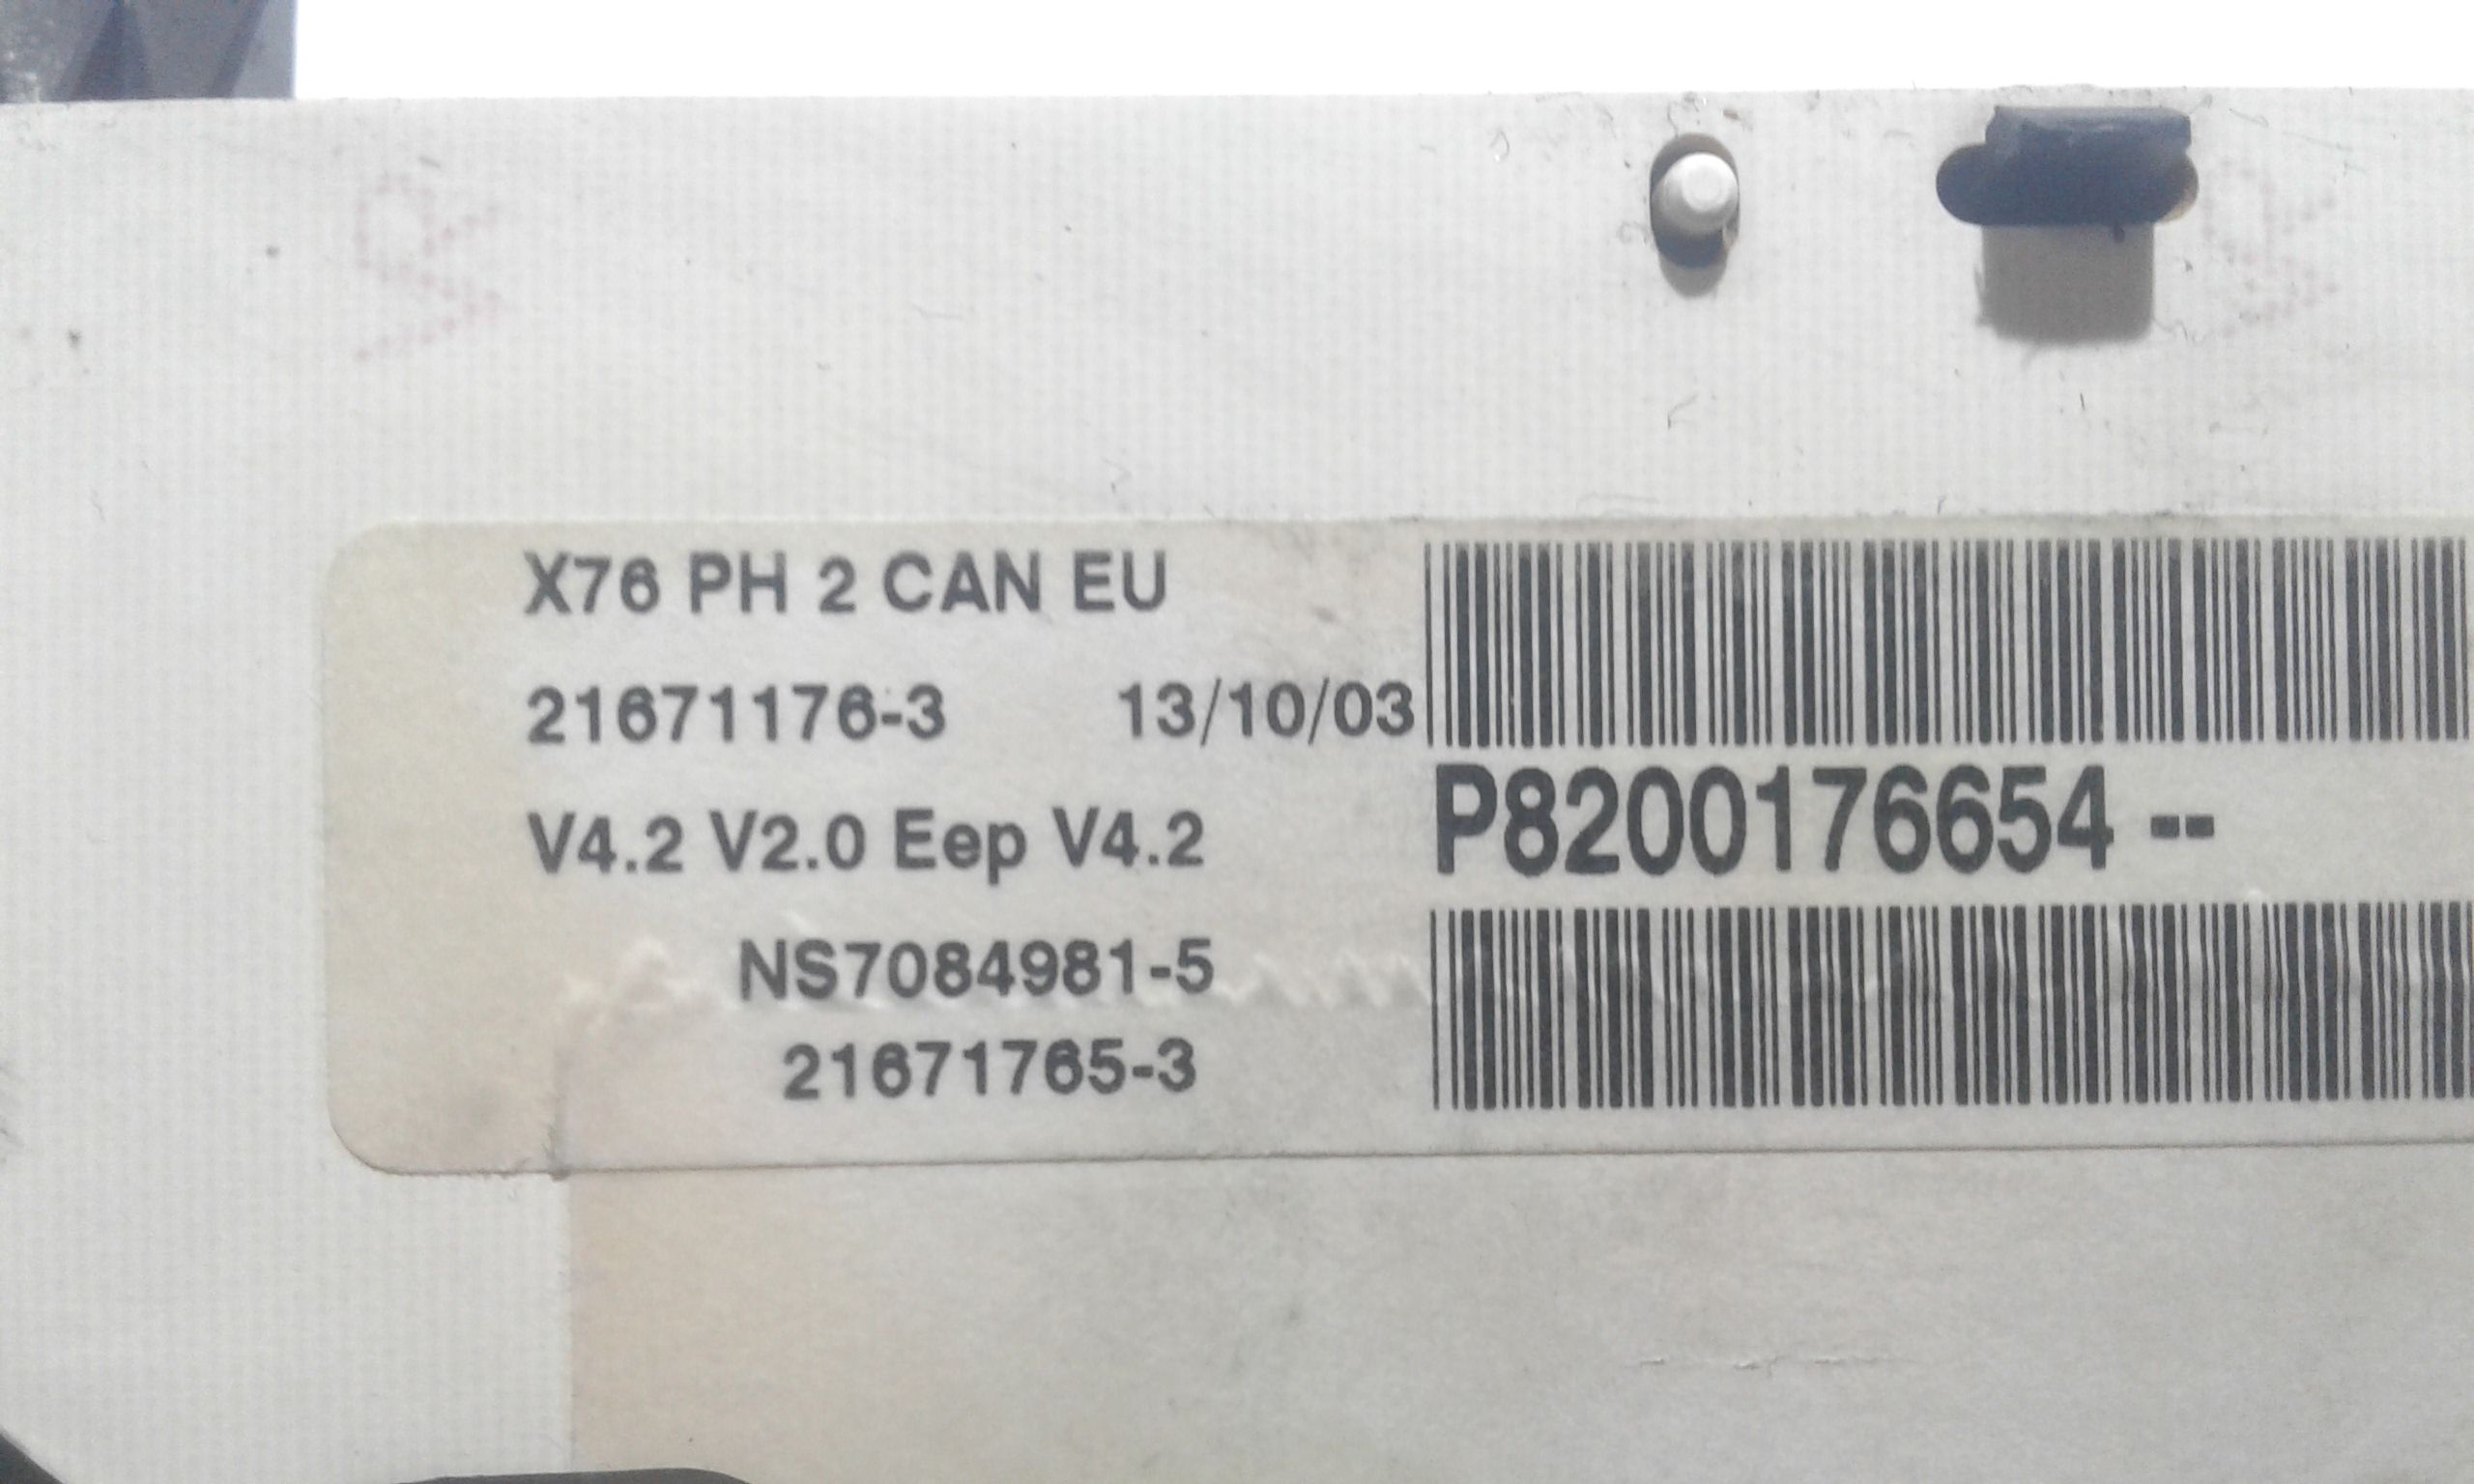 X76 PH 2 CAN EU
21671176-3 13/10/03
V4.2 V2.0 Eep V4.2
NS7084981-5
21671765-3
P8200176654 --